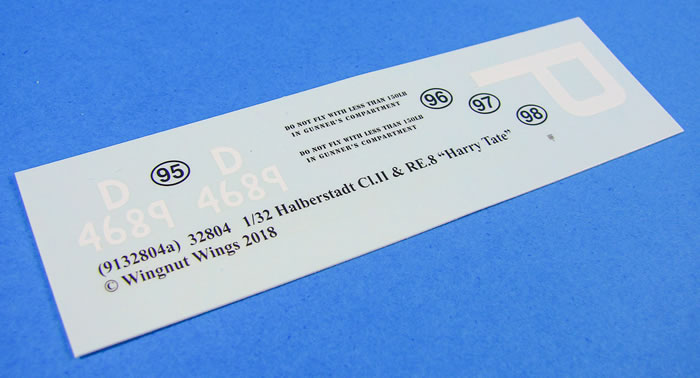 P
DO NOT FLY WITH LESS THAN 150LB
IN GUNNER'S COMPARTMENT
96
97
98
DO NOT FLY WITH LESS THAN 150LB
IN GUNNER'S COMPARTMENT
D
4689
95
D
4689
(9132804a) 32804 1/32 Halberstadt Cl.II & RE.8 “Harry Tate”
© Wingnut Wings 2018